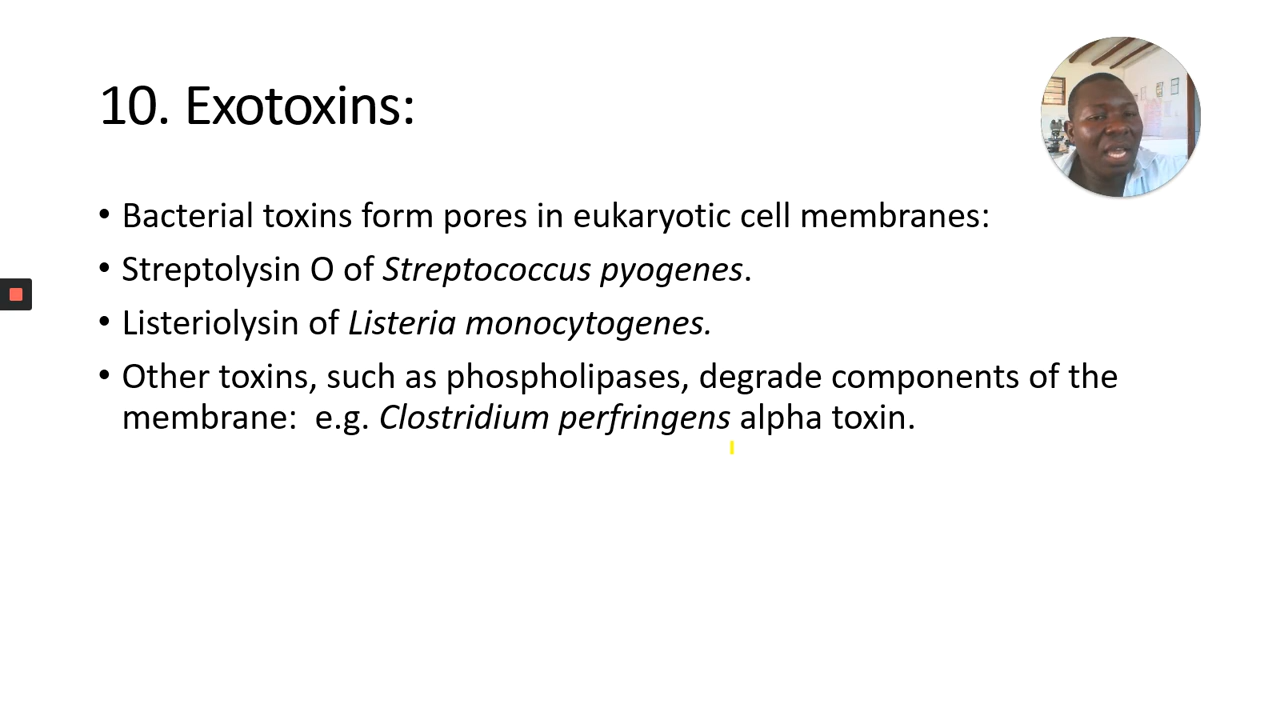 10. Exotoxins:
• Bacterial toxins form pores in eukaryotic cell membranes:
• Streptolysin O of Streptococcus pyogenes.
• Listeriolysin of Listeria monocytogenes.
• Other toxins, such as phospholipases, degrade components of the
membrane:  e.g. Clostridium perfringens alpha toxin.